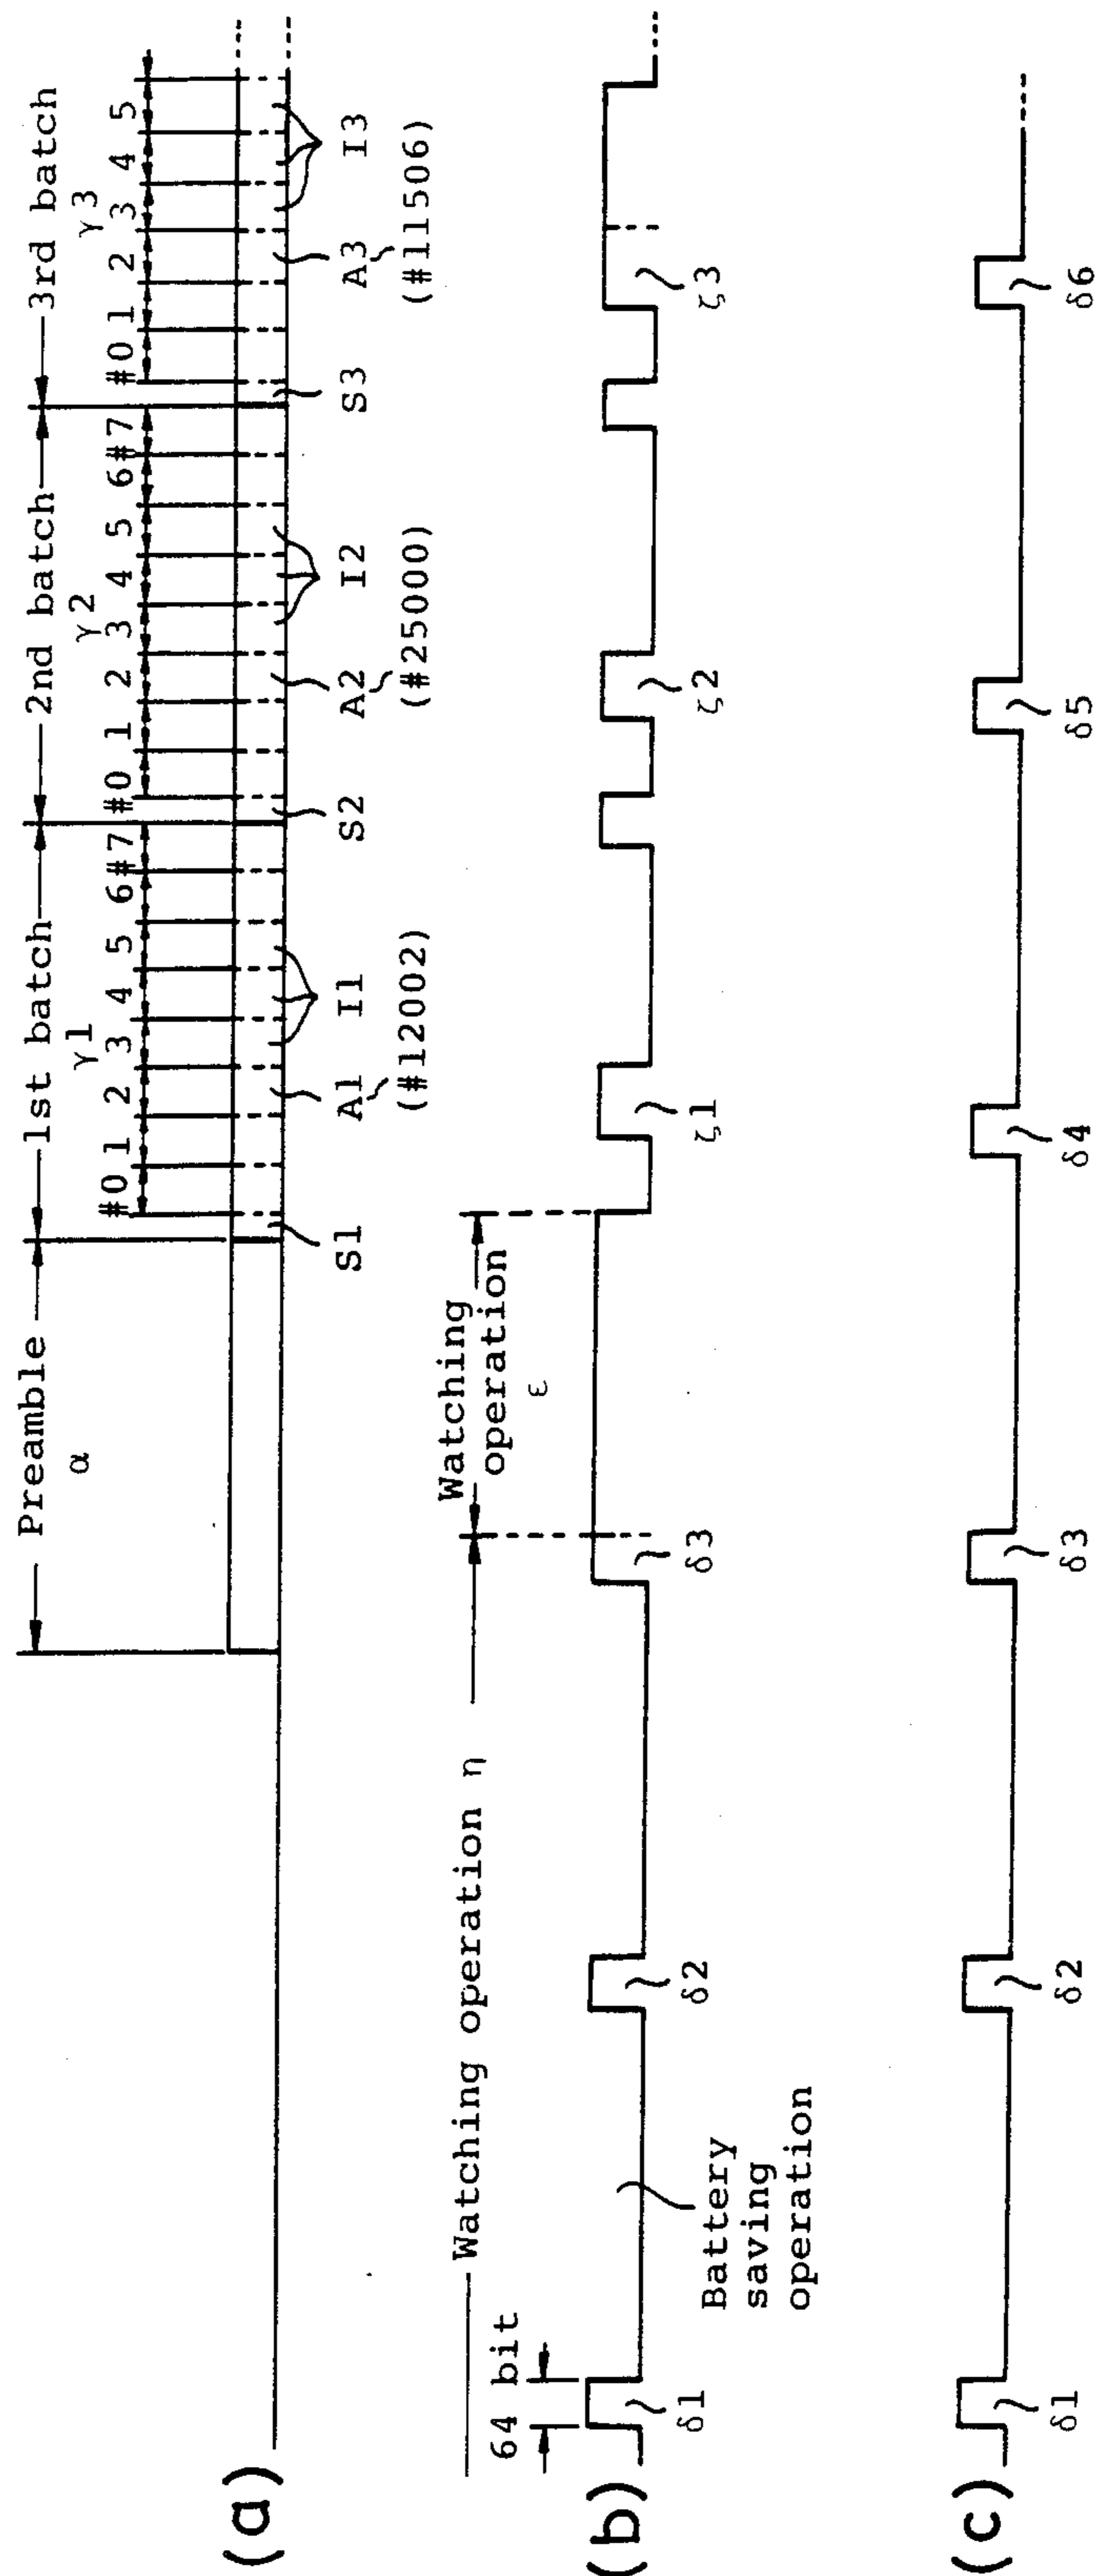 (a)
Preamble
α
1st batch
γ1
#0 1 2 3 4 5 6 #7
2nd batch
γ2
#0 1 2 3 4 5 6 #7
3rd batch
γ3
#0 1 2 3 4 5
S1
A1
(#12002)
I1
S2
A2
(#25000)
I2
S3
A3
(#11506)
I3
(b)
64 bit
Watching operation η
Watching
operation
ε
δ1
Battery
saving
operation
δ2
δ3
ζ1
ζ2
ζ3
(c)
δ1
δ2
δ3
δ4
δ5
δ6